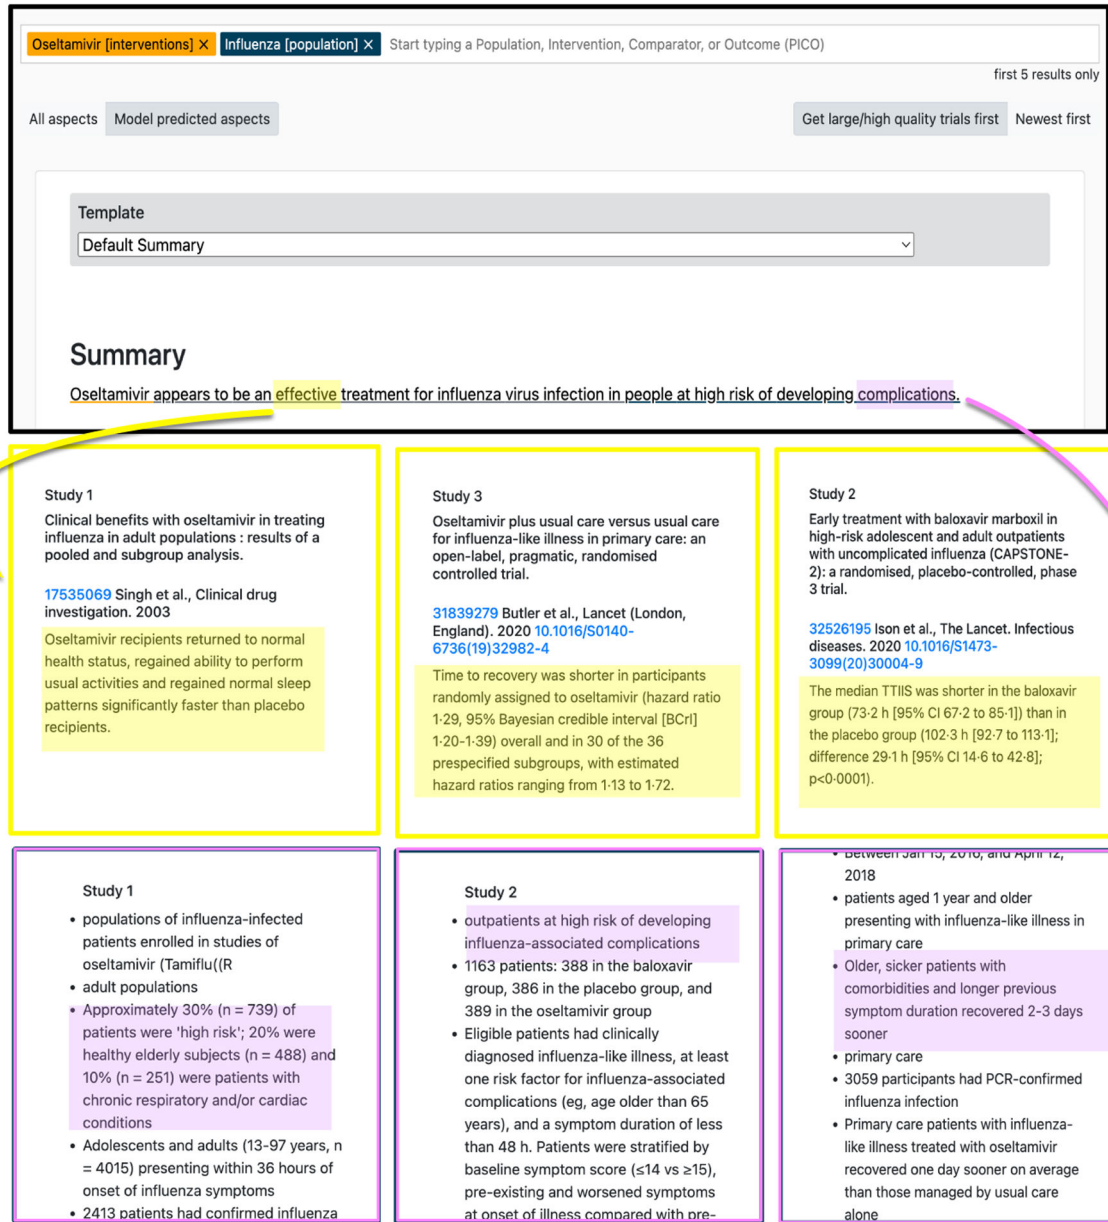 Oseltamivir [interventions] × Influenza [population] × Start typing a Population, Intervention, Comparator, or Outcome (PICO)
first 5 results only
All aspects Model predicted aspects Get large/high quality trials first Newest first
Template
Default Summary
Summary
Oseltamivir appears to be an effective treatment for influenza virus infection in people at high risk of developing complications.
Study 1
Clinical benefits with oseltamivir in treating
influenza in adult populations : results of a
pooled and subgroup analysis.
17535069 Singh et al., Clinical drug
investigation. 2003
Oseltamivir recipients returned to normal
health status, regained ability to perform
usual activities and regained normal sleep
patterns significantly faster than placebo
recipients.
Study 3
Oseltamivir plus usual care versus usual care
for influenza-like illness in primary care: an
open-label, pragmatic, randomised
controlled trial.
31839279 Butler et al., Lancet (London,
England). 2020 10.1016/S0140-
6736(19)32982-4
Time to recovery was shorter in participants
randomly assigned to oseltamivir (hazard ratio
1·29, 95% Bayesian credible interval [BCrI]
1·20-1·39) overall and in 30 of the 36
prespecified subgroups, with estimated
hazard ratios ranging from 1·13 to 1·72.
Study 2
Early treatment with baloxavir marboxil in
high-risk adolescent and adult outpatients
with uncomplicated influenza (CAPSTONE-
2): a randomised, placebo-controlled, phase
3 trial.
32526195 Ison et al., The Lancet. Infectious
diseases. 2020 10.1016/S1473-
3099(20)30004-9
The median TTIIS was shorter in the baloxavir
group (73·2 h [95% CI 67·2 to 85·1]) than in
the placebo group (102·3 h [92·7 to 113·1];
difference 29·1 h [95% CI 14·6 to 42·8];
p<0·0001).
Study 1
• populations of influenza-infected
patients enrolled in studies of
oseltamivir (Tamiflu((R
• adult populations
• Approximately 30% (n = 739) of
patients were 'high risk'; 20% were
healthy elderly subjects (n = 488) and
10% (n = 251) were patients with
chronic respiratory and/or cardiac
conditions
• Adolescents and adults (13-97 years, n
= 4015) presenting within 36 hours of
onset of influenza symptoms
• 2413 patients had confirmed influenza
Study 2
• outpatients at high risk of developing
influenza-associated complications
• 1163 patients: 388 in the baloxavir
group, 386 in the placebo group, and
389 in the oseltamivir group
• Eligible patients had clinically
diagnosed influenza-like illness, at least
one risk factor for influenza-associated
complications (eg, age older than 65
years), and a symptom duration of less
than 48 h. Patients were stratified by
baseline symptom score (≤14 vs ≥15),
pre-existing and worsened symptoms
at onset of illness compared with pre-
• Between Jan 15, 2016, and April 12,
2018
• patients aged 1 year and older
presenting with influenza-like illness in
primary care
• Older, sicker patients with
comorbidities and longer previous
symptom duration recovered 2-3 days
sooner
• primary care
• 3059 participants had PCR-confirmed
influenza infection
• Primary care patients with influenza-
like illness treated with oseltamivir
recovered one day sooner on average
than those managed by usual care
alone